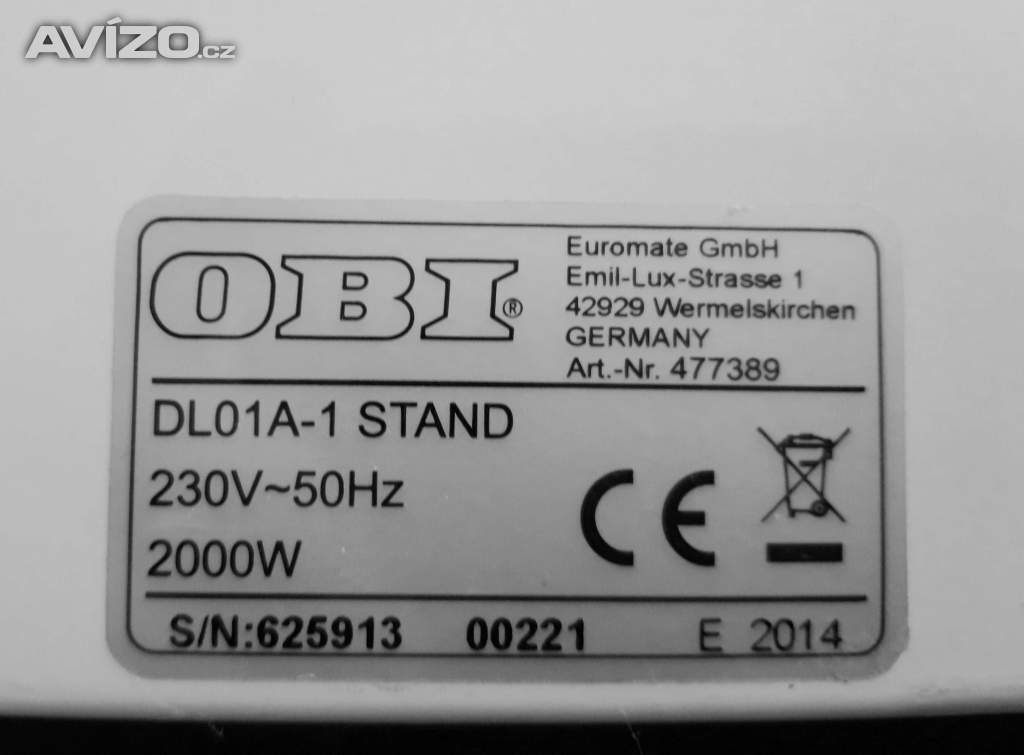 AVÍZO.cz
OBI®
Euromate GmbH
Emil-Lux-Strasse 1
42929 Wermelskirchen
GERMANY
Art.-Nr. 477389
DL01A-1 STAND
230V~50Hz
2000W
CE
S/N:625913 00221 E 2014